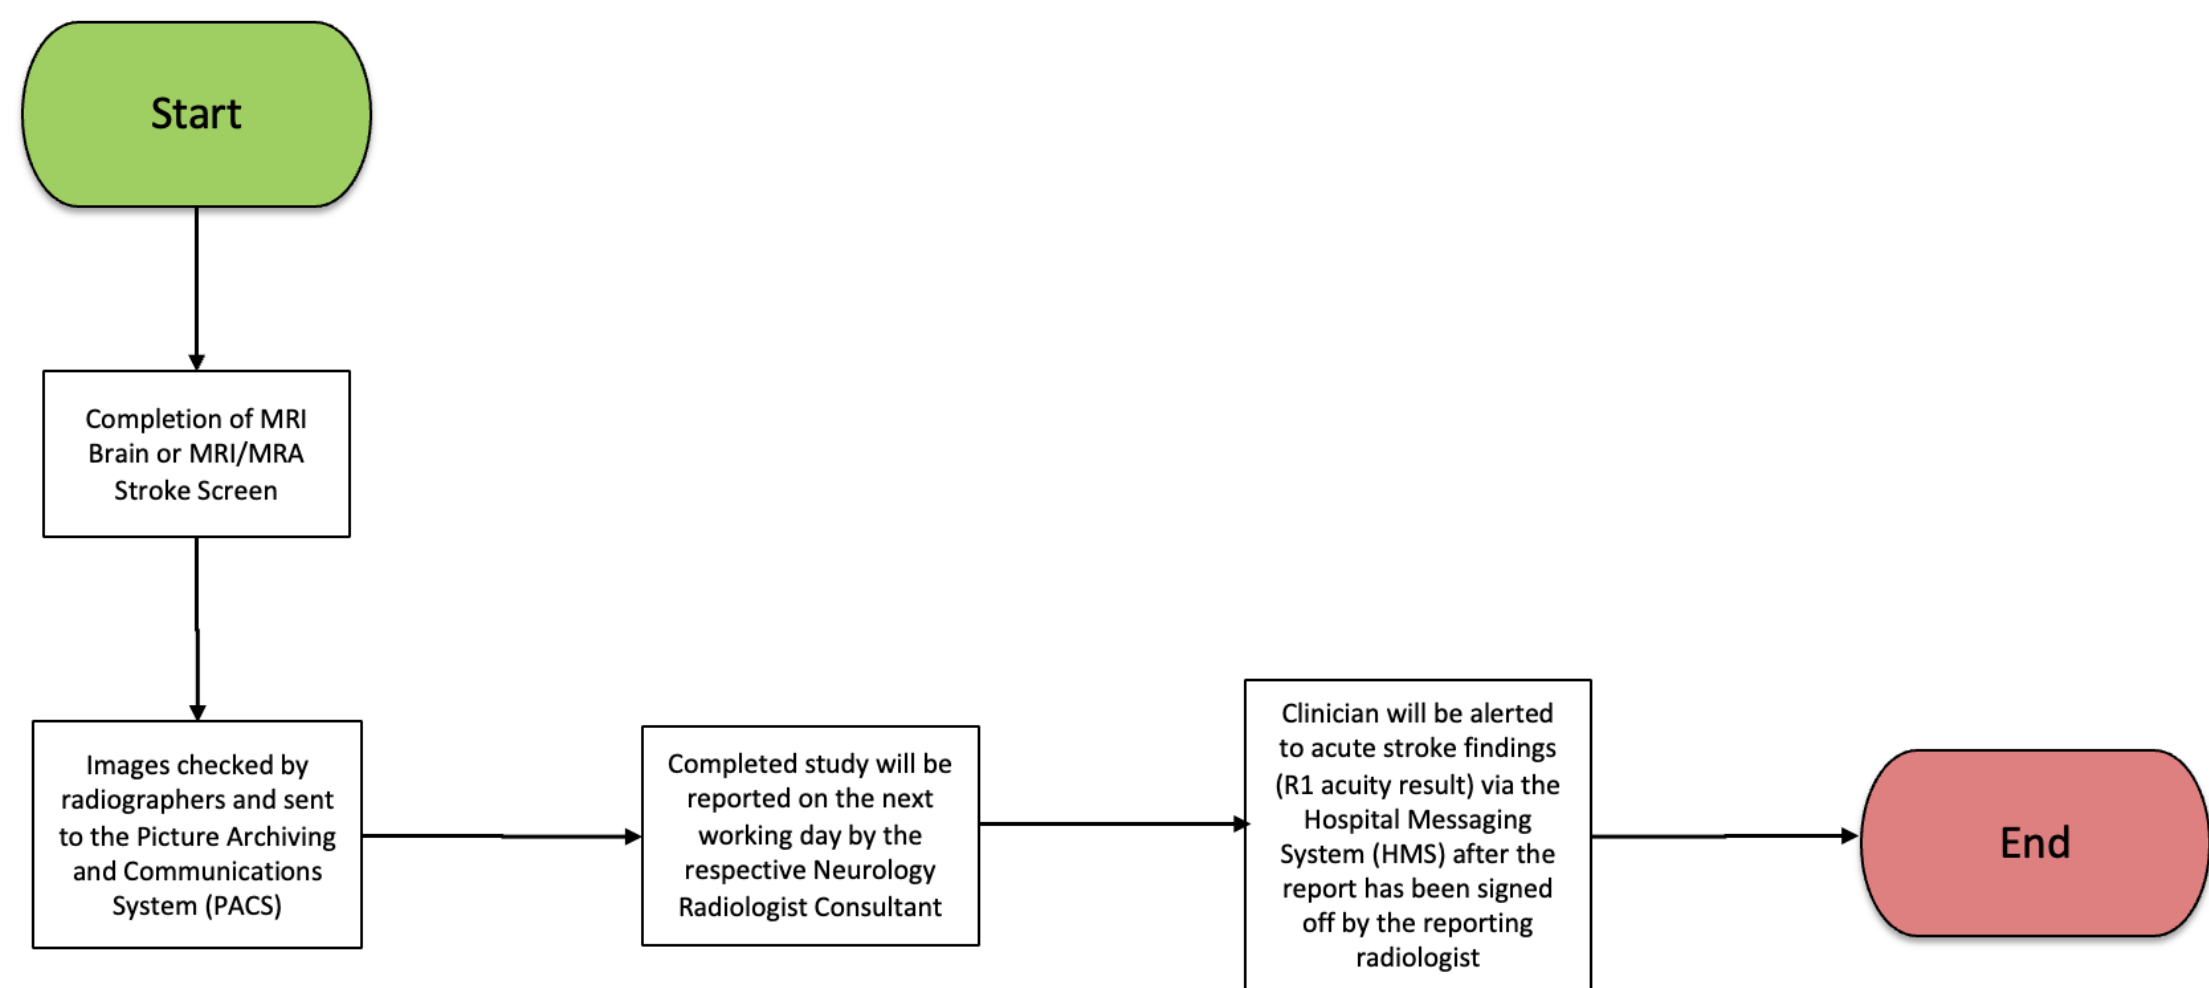 Start
Completion of MRI
Brain or MRI/MRA
Stroke Screen
Images checked by
radiographers and sent
to the Picture Archiving
and Communications
System (PACS)
Completed study will be
reported on the next
working day by the
respective Neurology
Radiologist Consultant
Clinician will be alerted
to acute stroke findings
(R1 acuity result) via the
Hospital Messaging
System (HMS) after the
report has been signed
off by the reporting
radiologist
End